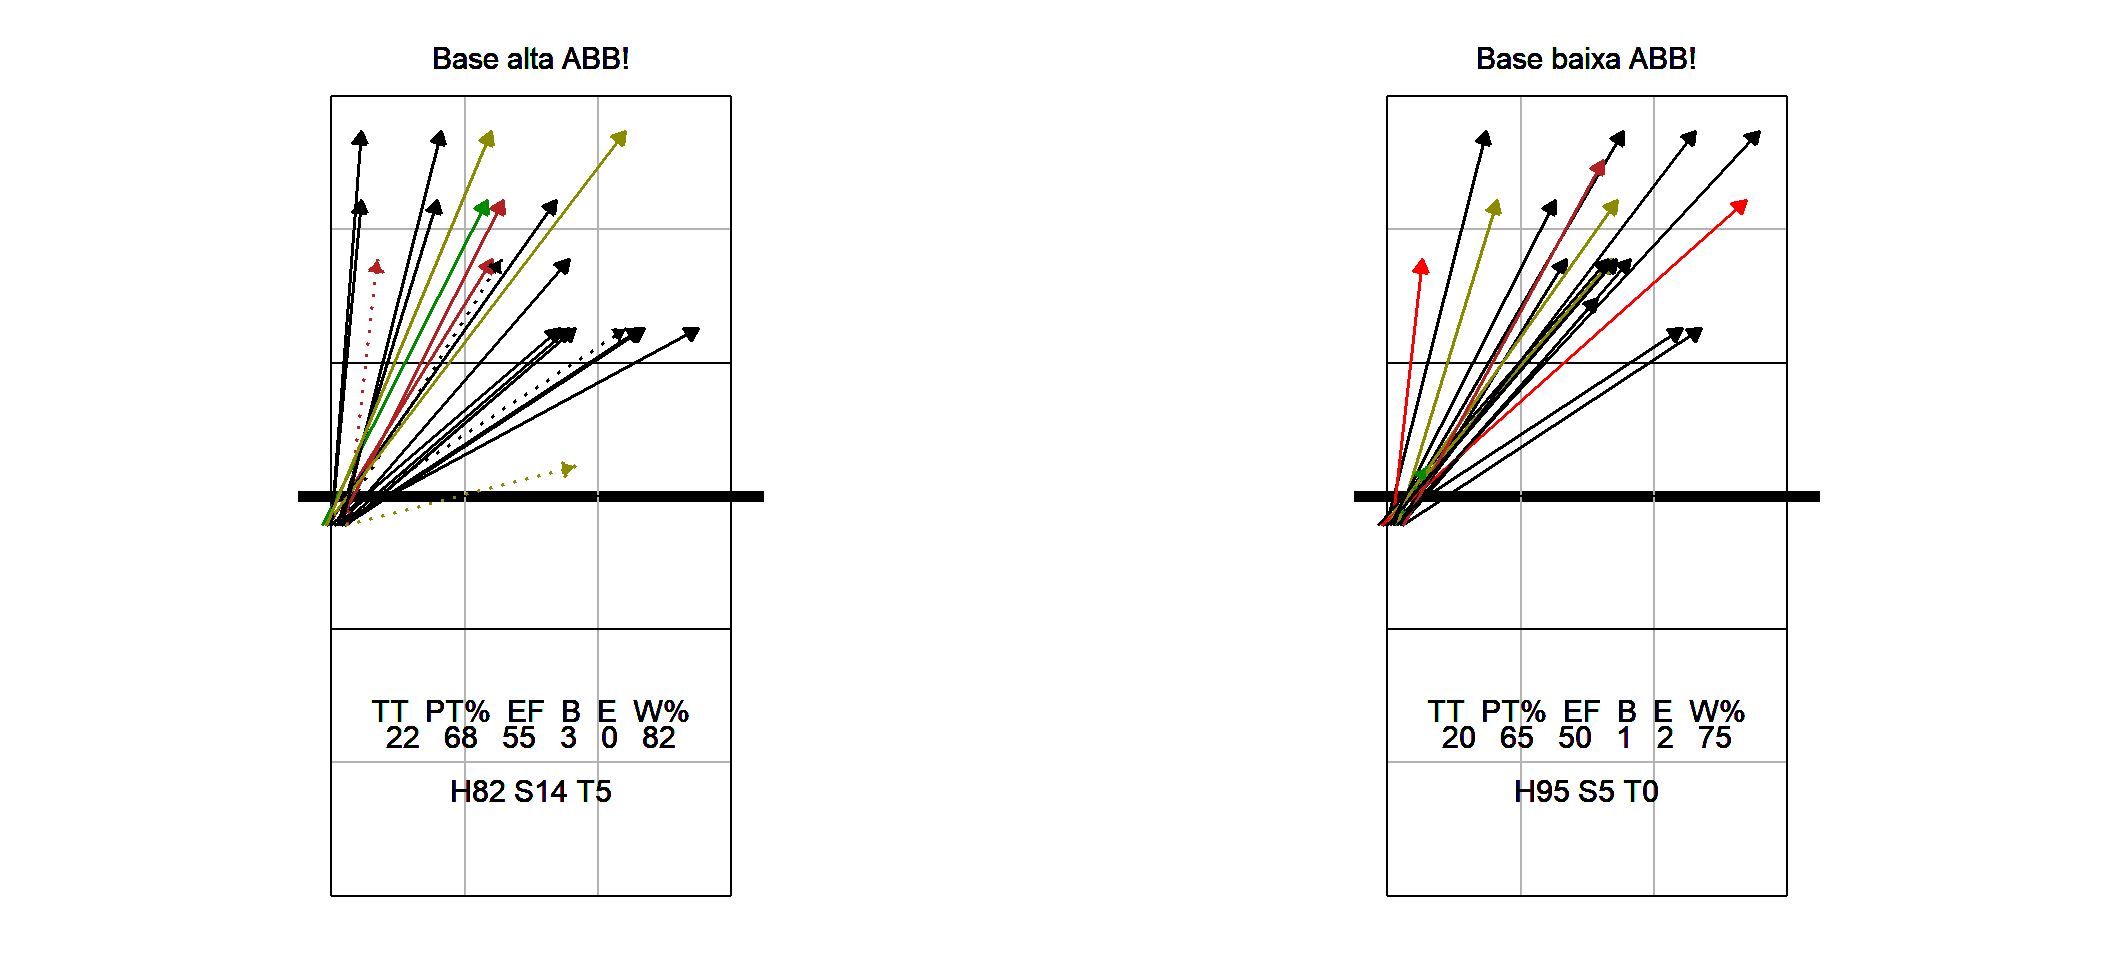 Base alta ABB!
TT PT% EF B E W%
22 68 55 3 0 82
H82 S14 T5
Base baixa ABB!
TT PT% EF B E W%
20 65 50 1 2 75
H95 S5 T0